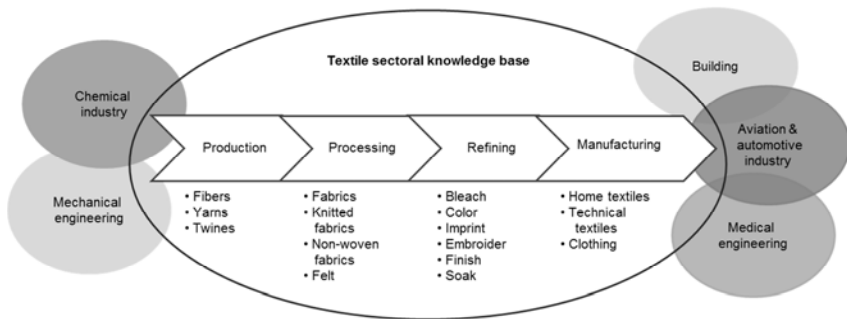 Textile sectoral knowledge base
Chemical
industry
Mechanical
engineering
Production
Processing
Refining
Manufacturing
• Fibers
• Yarns
• Twines
• Fabrics
• Knitted
fabrics
• Non-woven
fabrics
• Felt
• Bleach
• Color
• Imprint
• Embroider
• Finish
• Soak
• Home textiles
• Technical
textiles
• Clothing
Building
Aviation &
automotive
industry
Medical
engineering